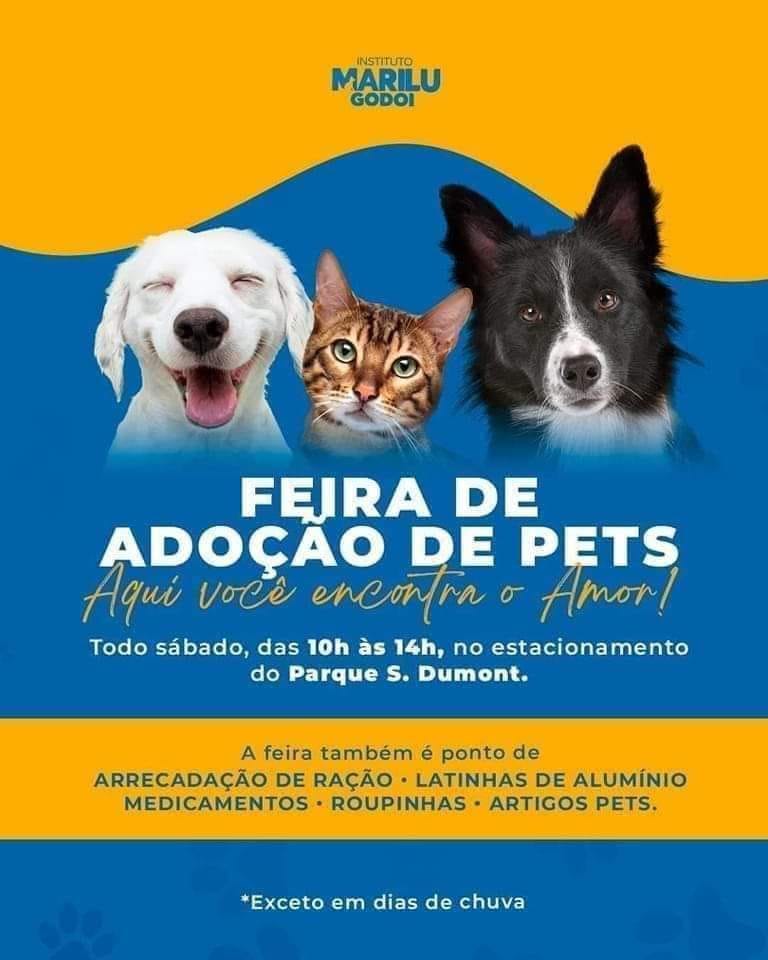 INSTITUTO
MARILU
GODOI
FEIRA DE
ADOÇÃO DE PETS
Aqui você encontra o Amor!
Todo sábado, das 10h às 14h, no estacionamento
do Parque S. Dumont.
A feira também é ponto de
ARRECADAÇÃO DE RAÇÃO • LATINHAS DE ALUMÍNIO
MEDICAMENTOS • ROUPINHAS • ARTIGOS PETS.
*Exceto em dias de chuva